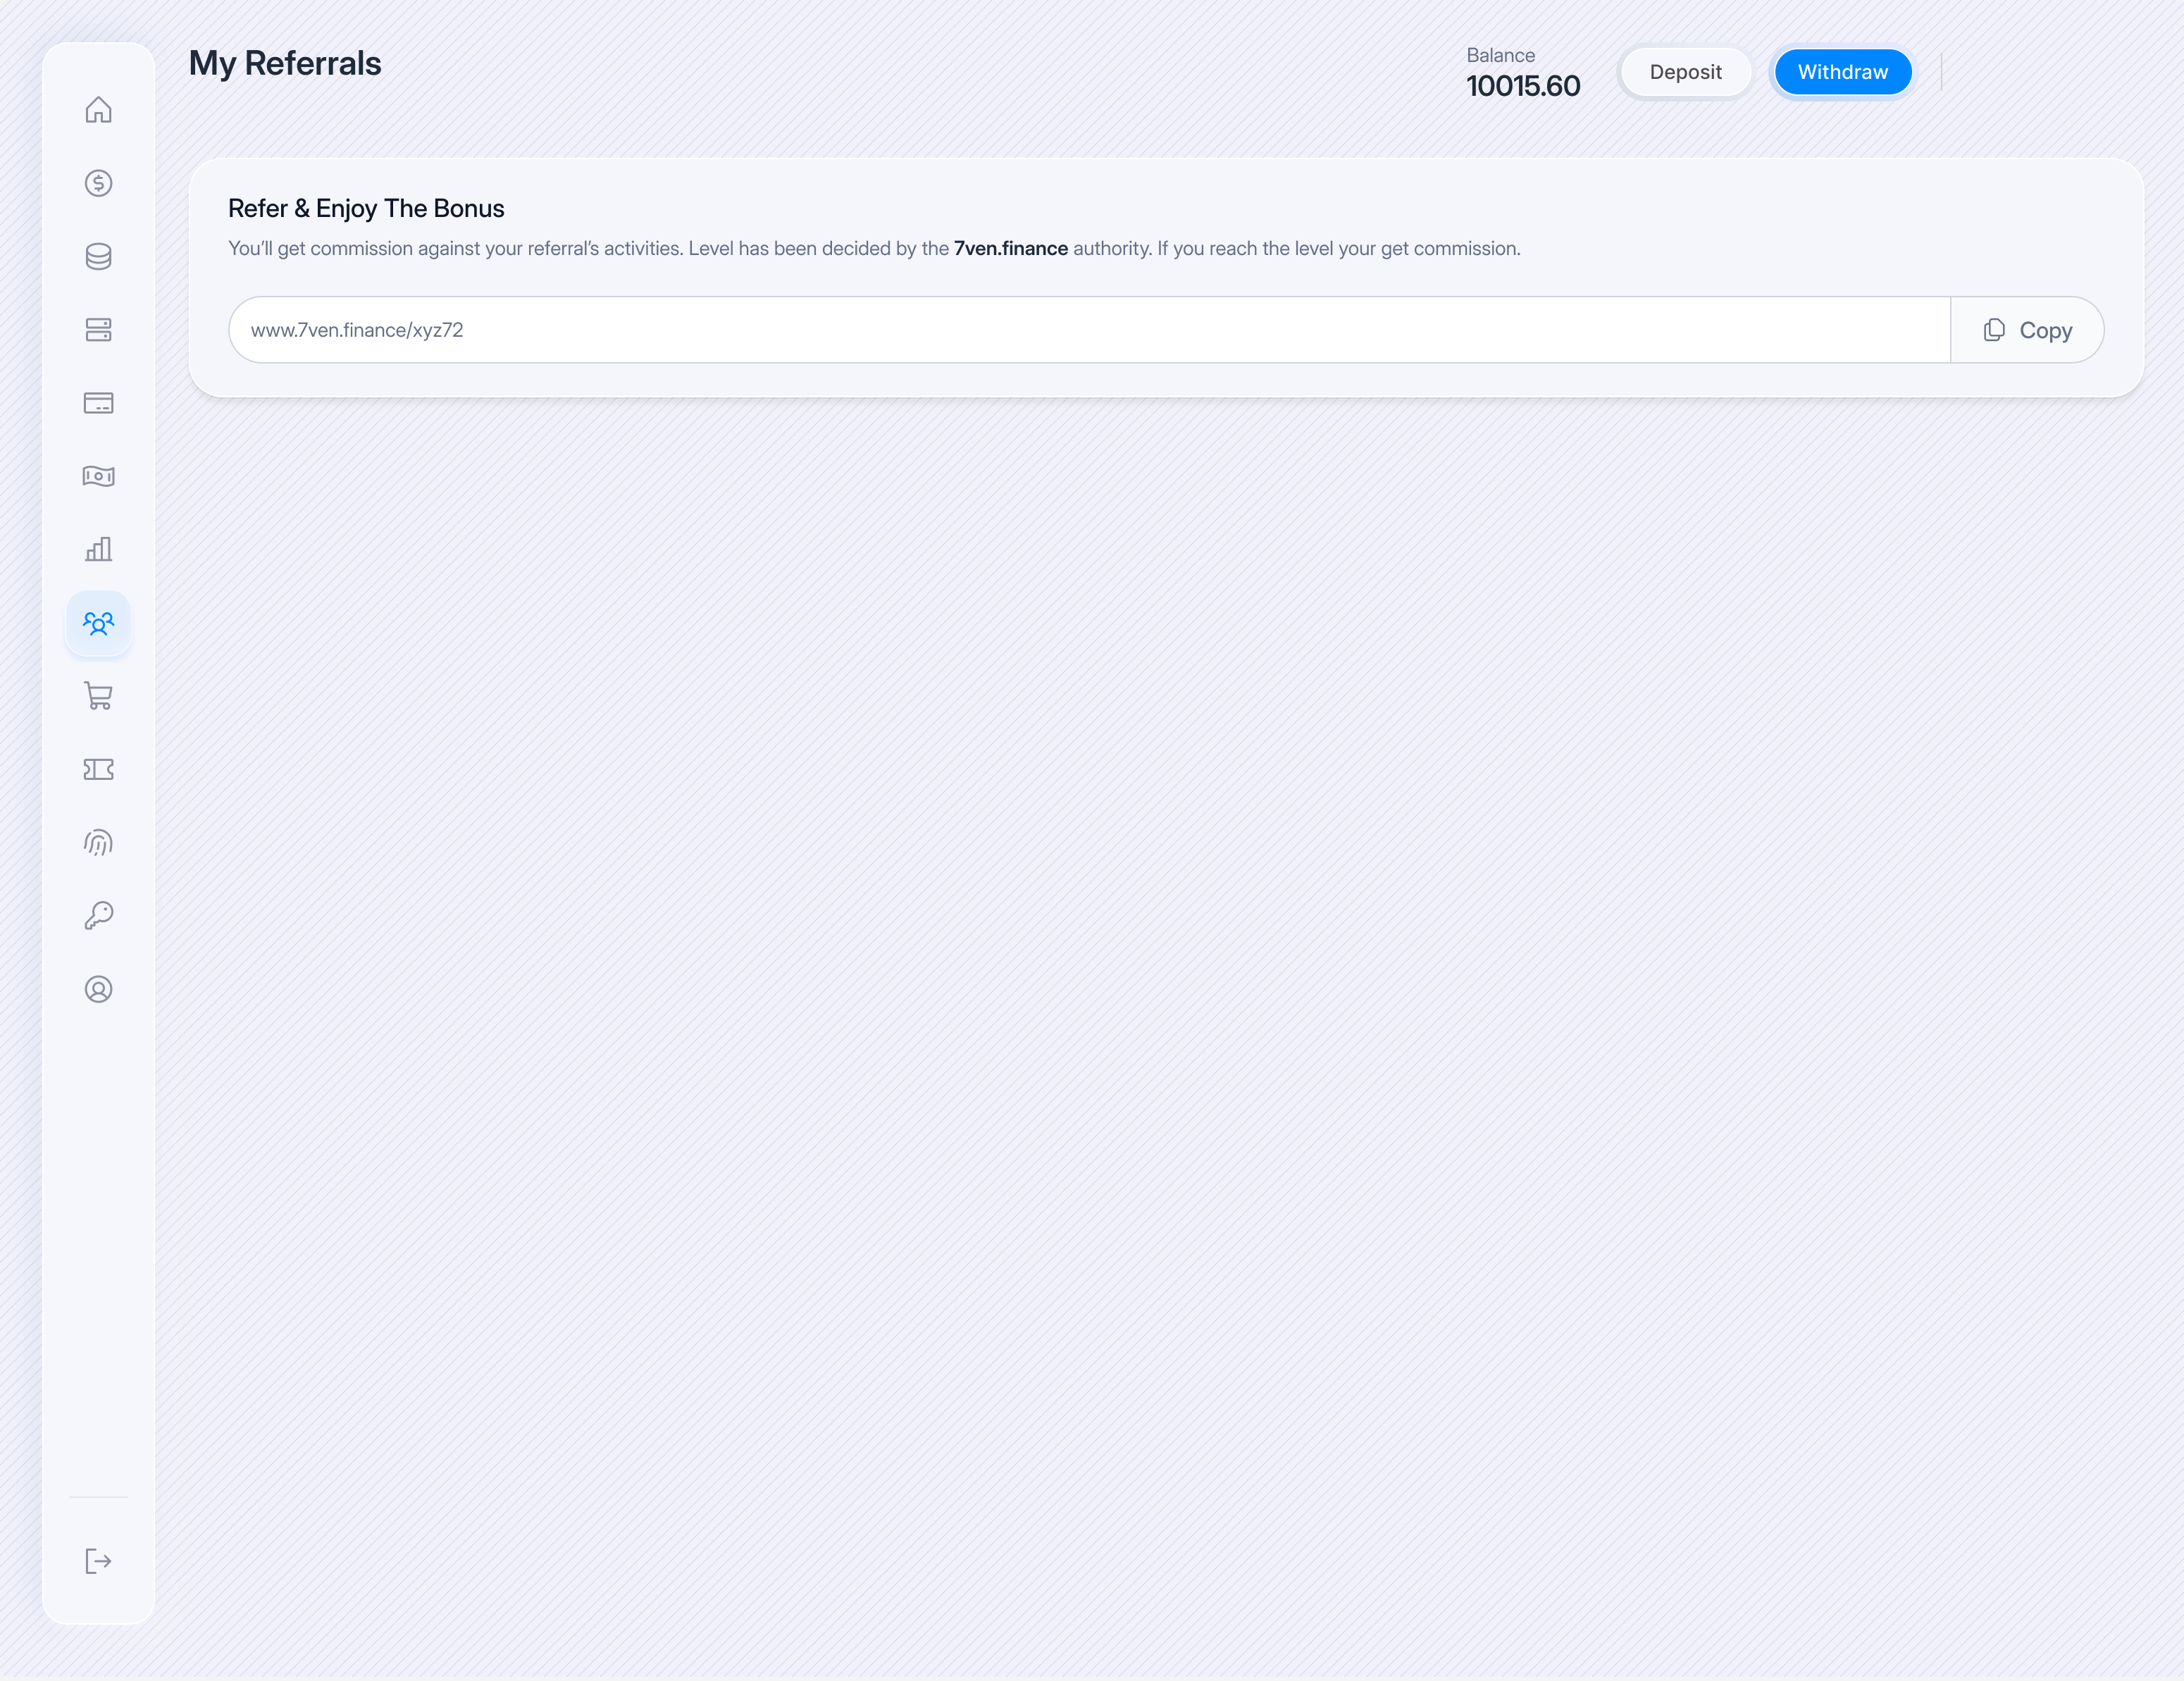 My Referrals
Balance
10015.60
Deposit
Withdraw
Refer & Enjoy The Bonus
You’ll get commission against your referral’s activities. Level has been decided by the 7ven.finance authority. If you reach the level your get commission.
www.7ven.finance/xyz72
Copy